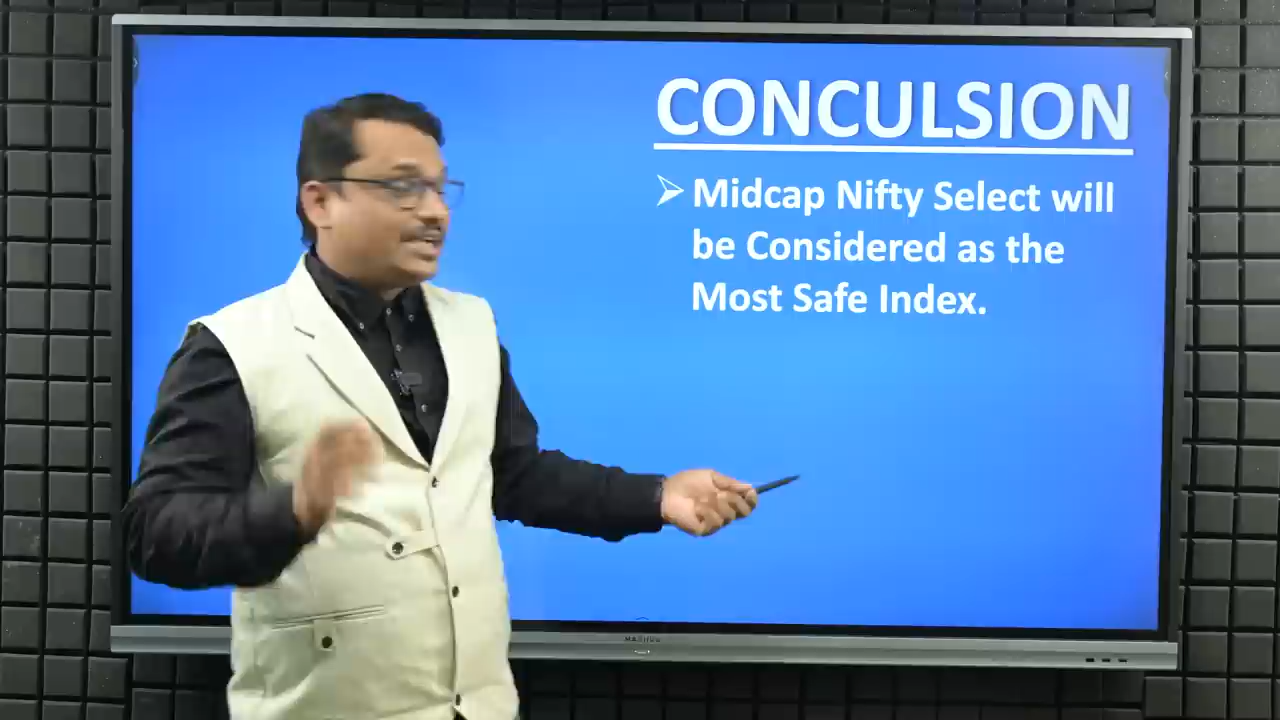 CONCULSION
➢ Midcap Nifty Select will
be Considered as the
Most Safe Index.